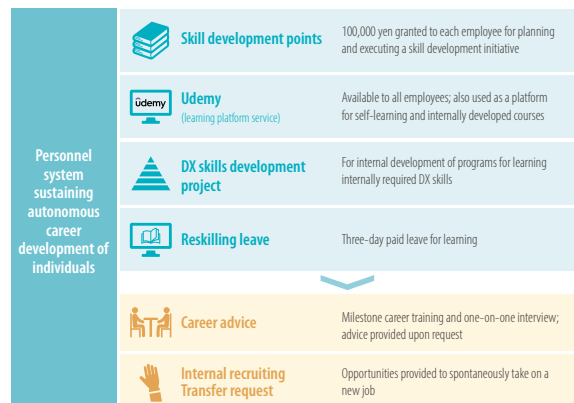 Personnel
system
sustaining
autonomous
career
development of
individuals
Skill development points
100,000 yen granted to each employee for planning
and executing a skill development initiative
ûdemy
Udemy
(learning platform service)
Available to all employees; also used as a platform
for self-learning and internally developed courses
DX skills development
project
For internal development of programs for learning
internally required DX skills
Reskilling leave
Three-day paid leave for learning
Career advice
Milestone career training and one-on-one interview;
advice provided upon request
Internal recruiting
Transfer request
Opportunities provided to spontaneously take on a
new job